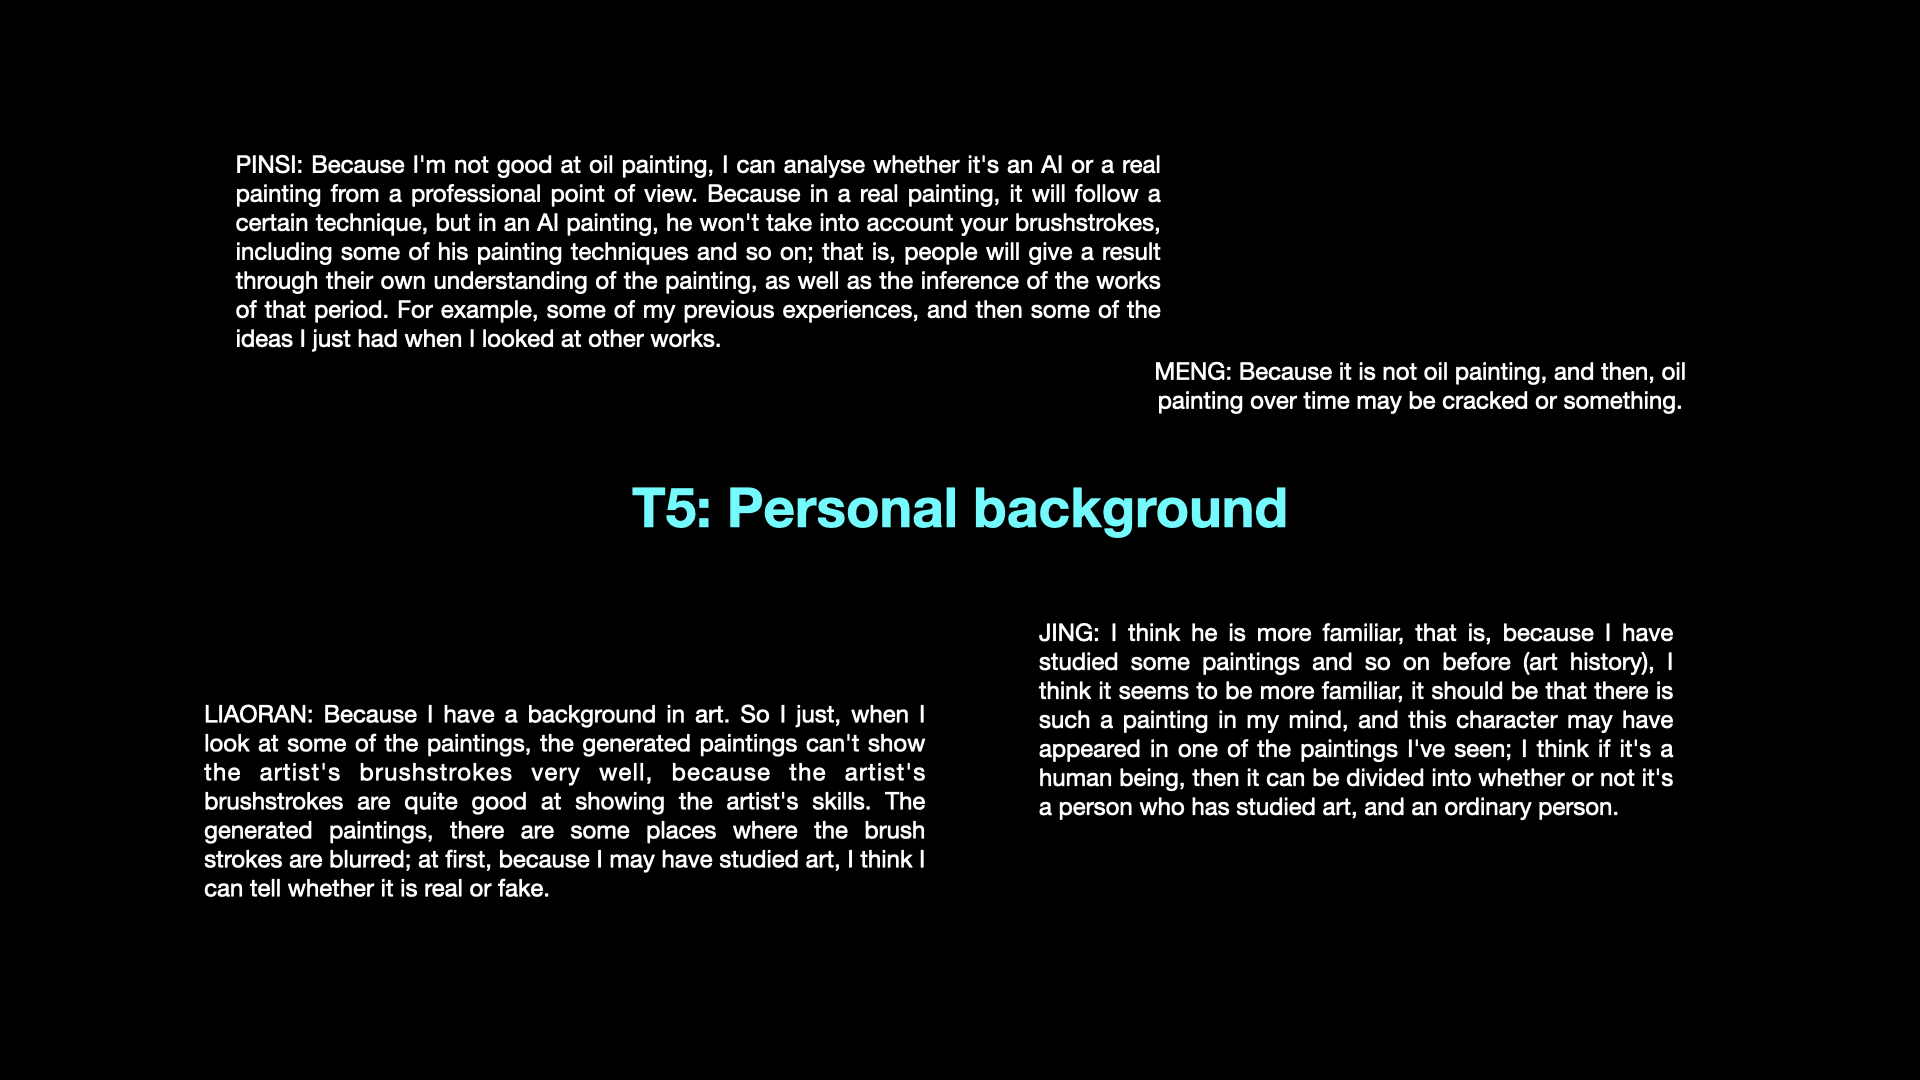 PINSI: Because I'm not good at oil painting, I can analyse whether it's an AI or a real
painting from a professional point of view. Because in a real painting, it will follow a
certain technique, but in an AI painting, he won't take into account your brushstrokes,
including some of his painting techniques and so on; that is, people will give a result
through their own understanding of the painting, as well as the inference of the works
of that period. For example, some of my previous experiences, and then some of the
ideas I just had when I looked at other works.
MENG: Because it is not oil painting, and then, oil
painting over time may be cracked or something.
T5: Personal background
JING: I think he is more familiar, that is, because I have
studied some paintings and so on before (art history), I
think it seems to be more familiar, it should be that there is
such a painting in my mind, and this character may have
appeared in one of the paintings I've seen; I think if it's a
human being, then it can be divided into whether or not it's
a person who has studied art, and an ordinary person.
LIAORAN: Because I have a background in art. So I just, when I
look at some of the paintings, the generated paintings can't show
the artist's brushstrokes very well, because the artist's
brushstrokes are quite good at showing the artist's skills. The
generated paintings, there are some places where the brush
strokes are blurred; at first, because I may have studied art, I think I
can tell whether it is real or fake.